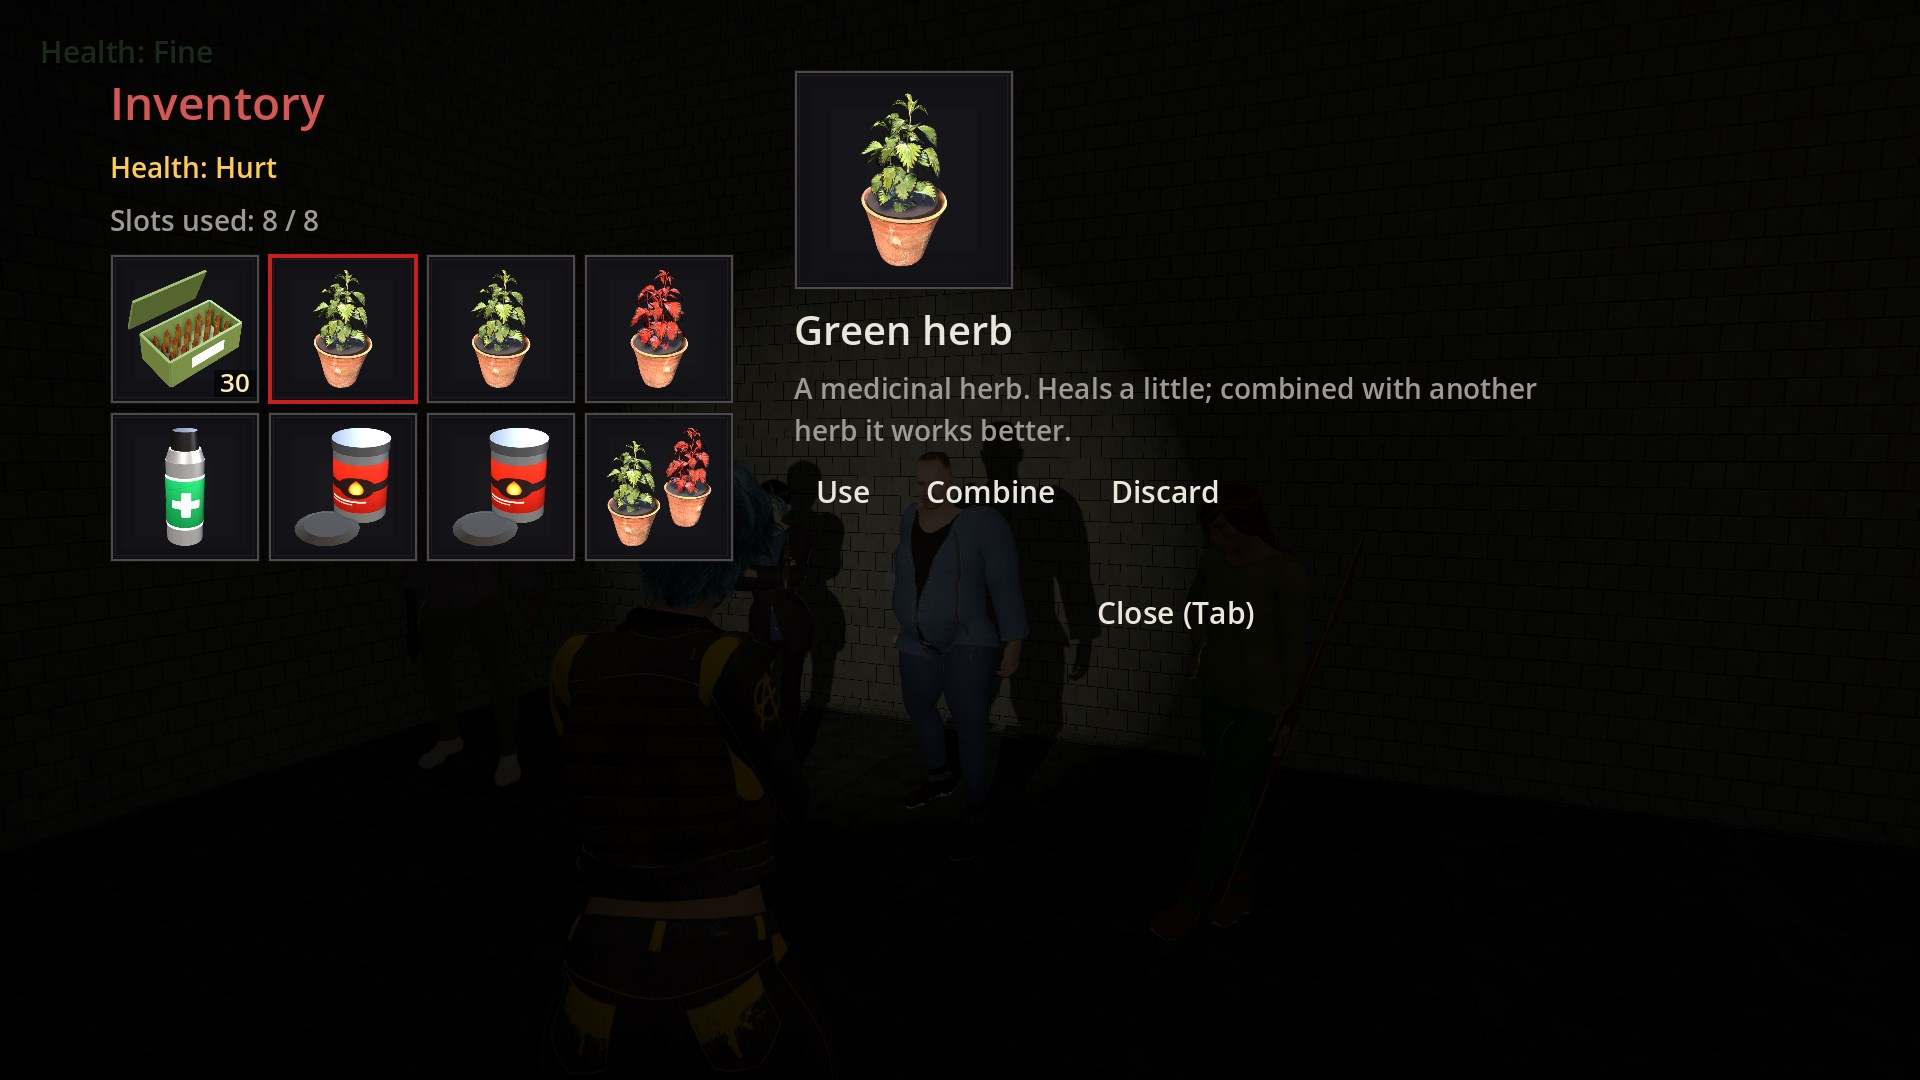 Health: Fine
Inventory
Health: Hurt
Slots used: 8 / 8
30
Green herb
A medicinal herb. Heals a little; combined with another
herb it works better.
Use Combine Discard
Close (Tab)